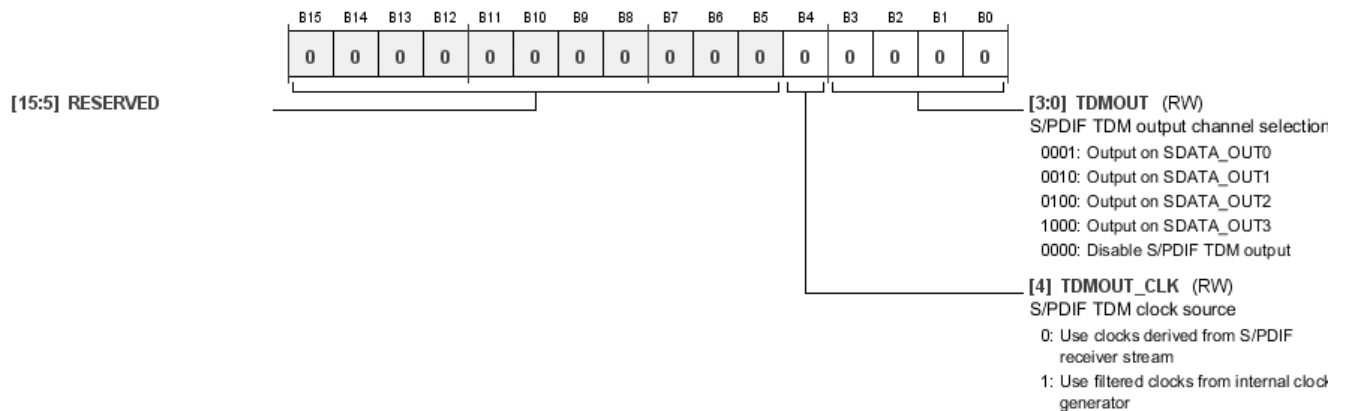 B15 B14 B13 B12 B11 B10 B9 B8 B7 B6 B5 B4 B3 B2 B1 B0
0 0 0 0 0 0 0 0 0 0 0 0 0 0 0 0
[15:5] RESERVED
[3:0] TDMOUT (RW)
S/PDIF TDM output channel selection
0001: Output on SDATA_OUT0
0010: Output on SDATA_OUT1
0100: Output on SDATA_OUT2
1000: Output on SDATA_OUT3
0000: Disable S/PDIF TDM output
[4] TDMOUT_CLK (RW)
S/PDIF TDM clock source
0: Use clocks derived from S/PDIF
receiver stream
1: Use filtered clocks from internal clock
generator